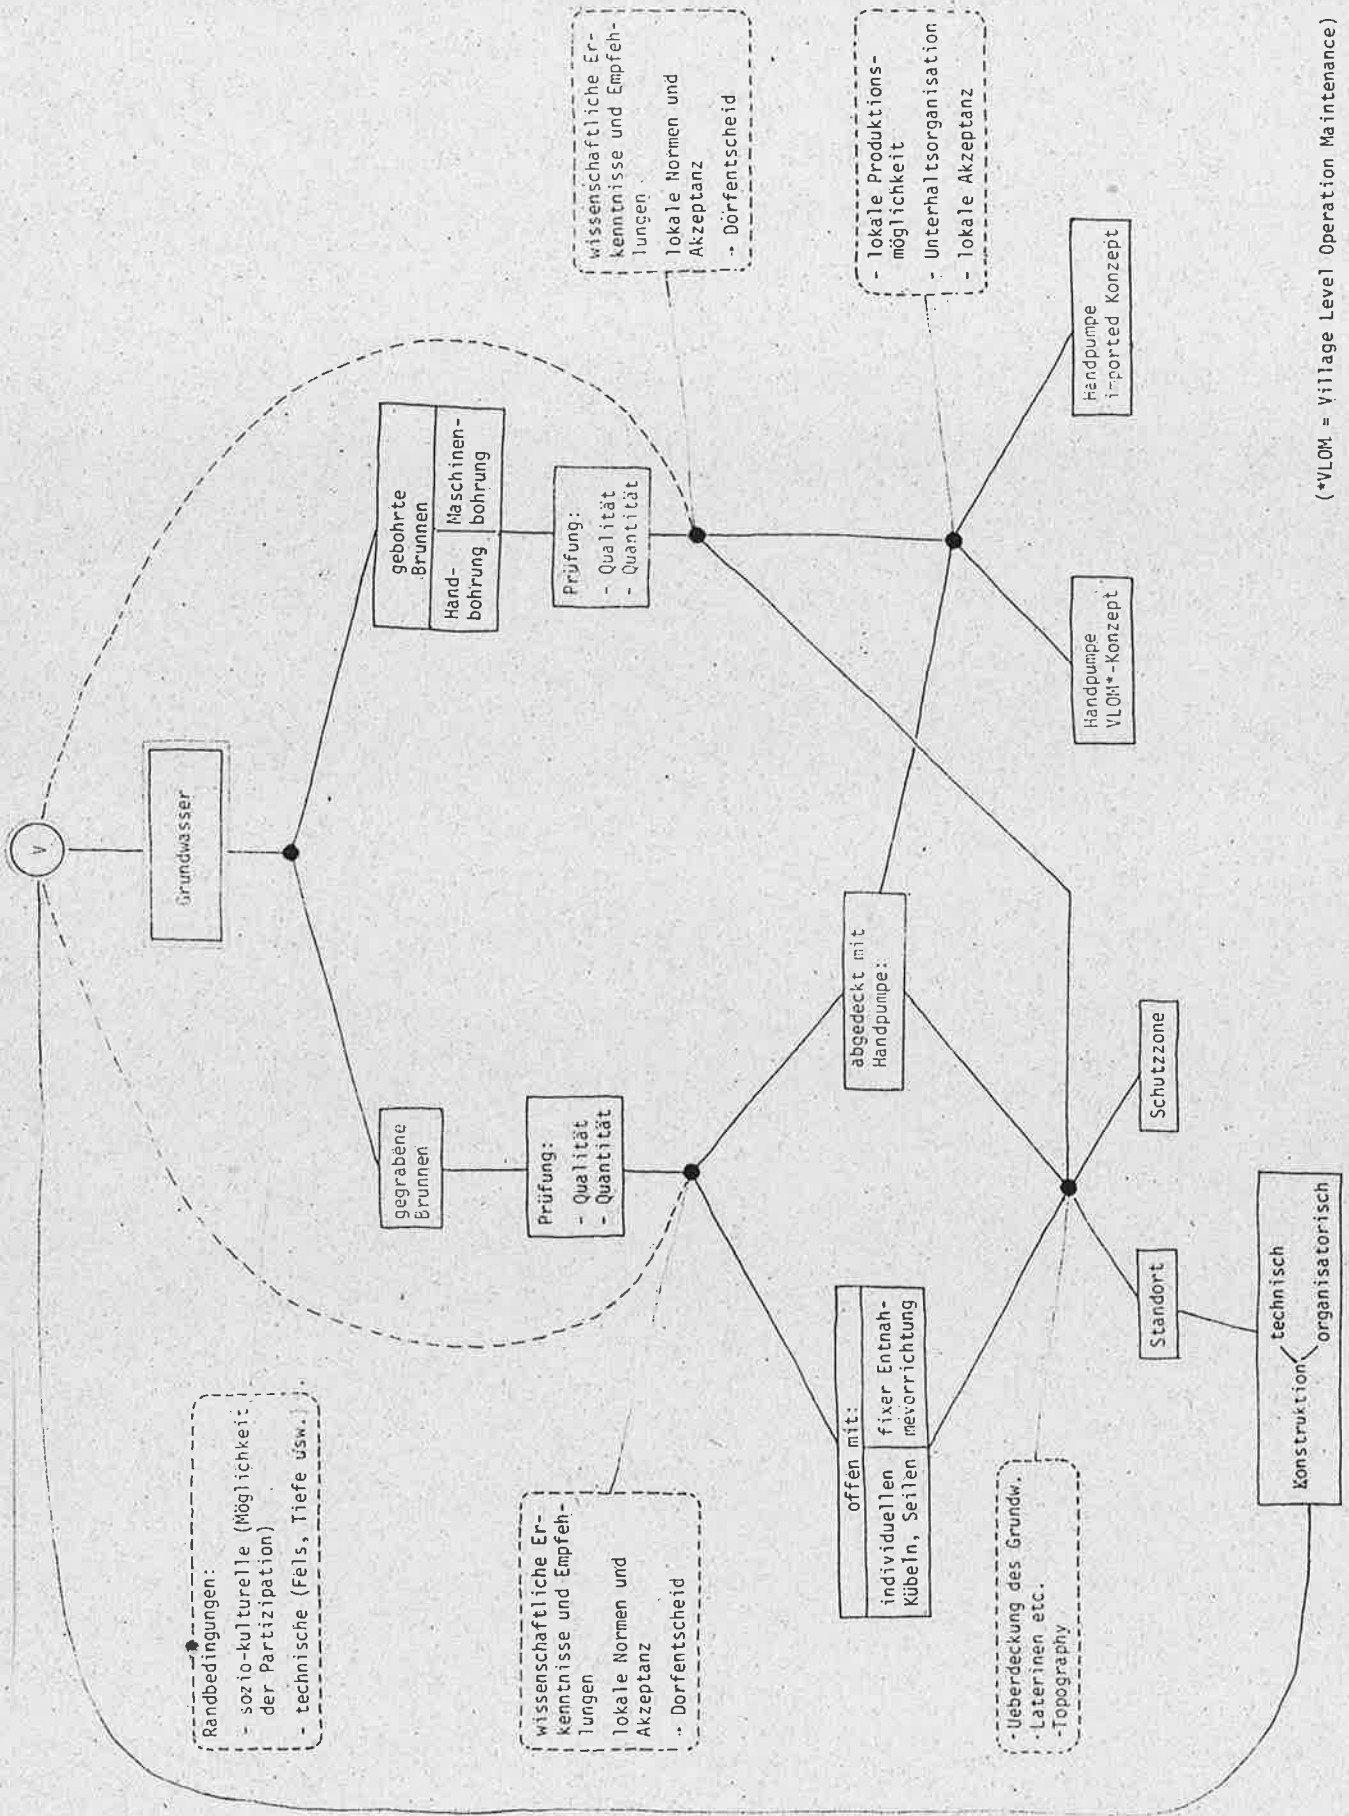 V
Grundwasser
Randbedingungen:
- sozio-kulturelle (Möglichkeit
der Partizipation)
- technische (Fels, Tiefe usw.)
gegrabene
Brunnen
gebohrte
Brunnen
Hand-
bohrung
Maschinen-
bohrung
Prüfung:
- Qualität
- Quantität
Prüfung:
- Qualität
- Quantität
wissenschaftliche Er-
kenntnisse und Empfeh-
lungen
lokale Normen und
Akzeptanz
→ Dorfentscheid
wissenschaftliche Er-
kenntnisse und Empfeh-
lungen
lokale Normen und
Akzeptanz
→ Dorfentscheid
offen mit:
individuellen
Kübeln, Seilen
fixer Entnah-
mevorrichtung
abgedeckt mit
Handpumpe:
- lokale Produktions-
möglichkeit
- Unterhaltsorganisation
- lokale Akzeptanz
-Ueberdeckung des Grundw.
-Laterinen etc.
-Topography
Standort
Schutzzone
Handpumpe
VLOM*-Konzept
Handpumpe
imported Konzept
Konstruktion
technisch
organisatorisch
(*VLOM = Village Level Operation Maintenance)